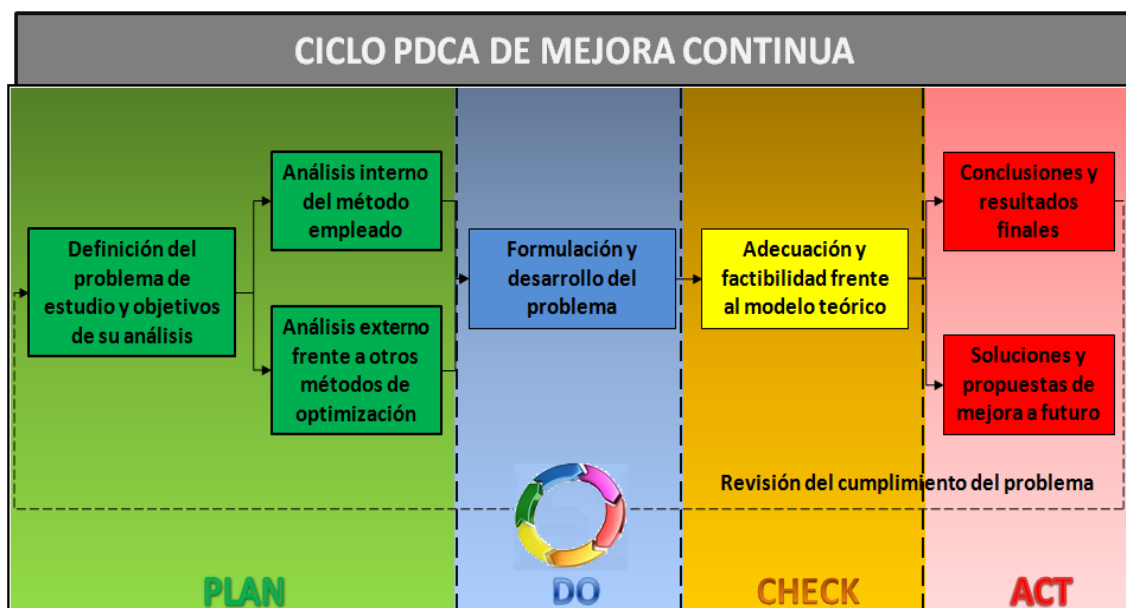 CICLO PDCA DE MEJORA CONTINUA
Definición del
problema de
estudio y objetivos
de su análisis
Análisis interno
del método
empleado
Análisis externo
frente a otros
métodos de
optimización
Formulación y
desarrollo del
problema
Adecuación y
factibilidad frente
al modelo teórico
Conclusiones y
resultados
finales
Soluciones y
propuestas de
mejora a futuro
Revisión del cumplimiento del problema
PLAN
DO
CHECK
ACT